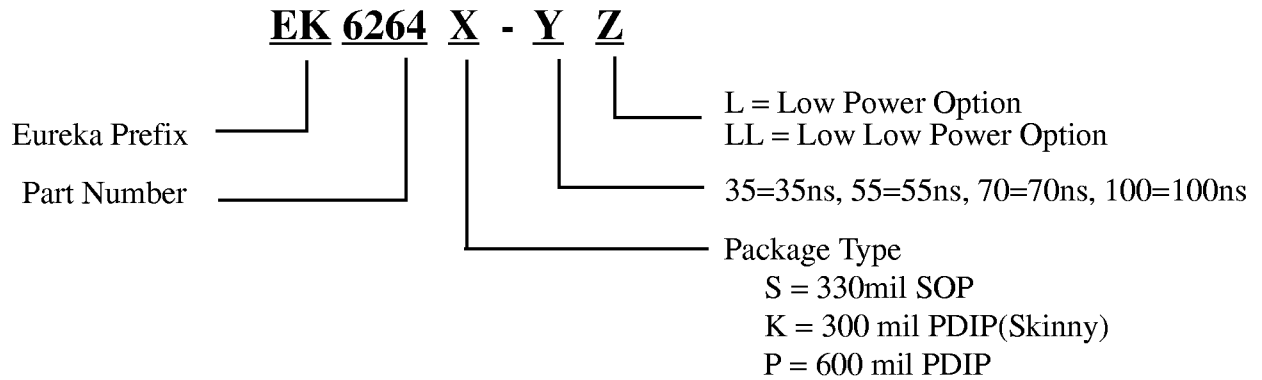 EK 6264 X - Y Z
L = Low Power Option
LL = Low Low Power Option
Eureka Prefix
Part Number
35=35ns, 55=55ns, 70=70ns, 100=100ns
Package Type
S = 330mil SOP
K = 300 mil PDIP(Skinny)
P = 600 mil PDIP